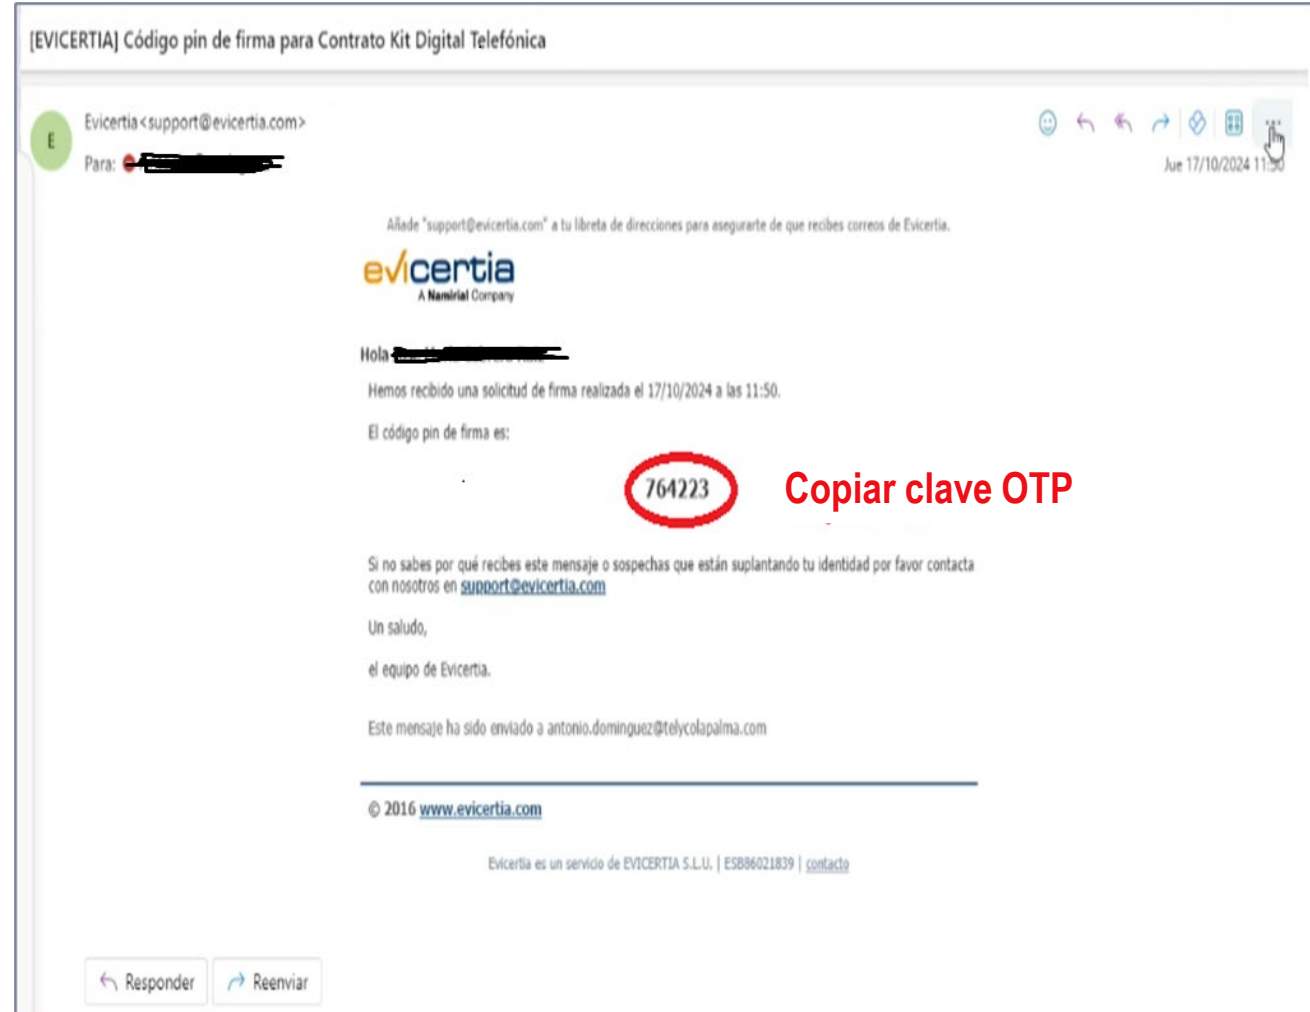 [EVICERTIA] Código pin de firma para Contrato Kit Digital Telefónica
E
Evicertia<support@evicertia.com>
Para:
Jue 17/10/2024 11:50
Añade "support@evicertia.com" a tu libreta de direcciones para asegurarte de que recibes correos de Evicertia.
evicertia
A Namirial Company
Hola
Hemos recibido una solicitud de firma realizada el 17/10/2024 a las 11:50.
El código pin de firma es:
764223 Copiar clave OTP
Si no sabes por qué recibes este mensaje o sospechas que están suplantando tu identidad por favor contacta
con nosotros en support@evicertia.com
Un saludo,
el equipo de Evicertia.
Este mensaje ha sido enviado a antonio.dominguez@telycolapalma.com
© 2016 www.evicertia.com
Evicertia es un servicio de EVICERTIA S.L.U. | ESB86021839 | contacto
Responder Reenviar